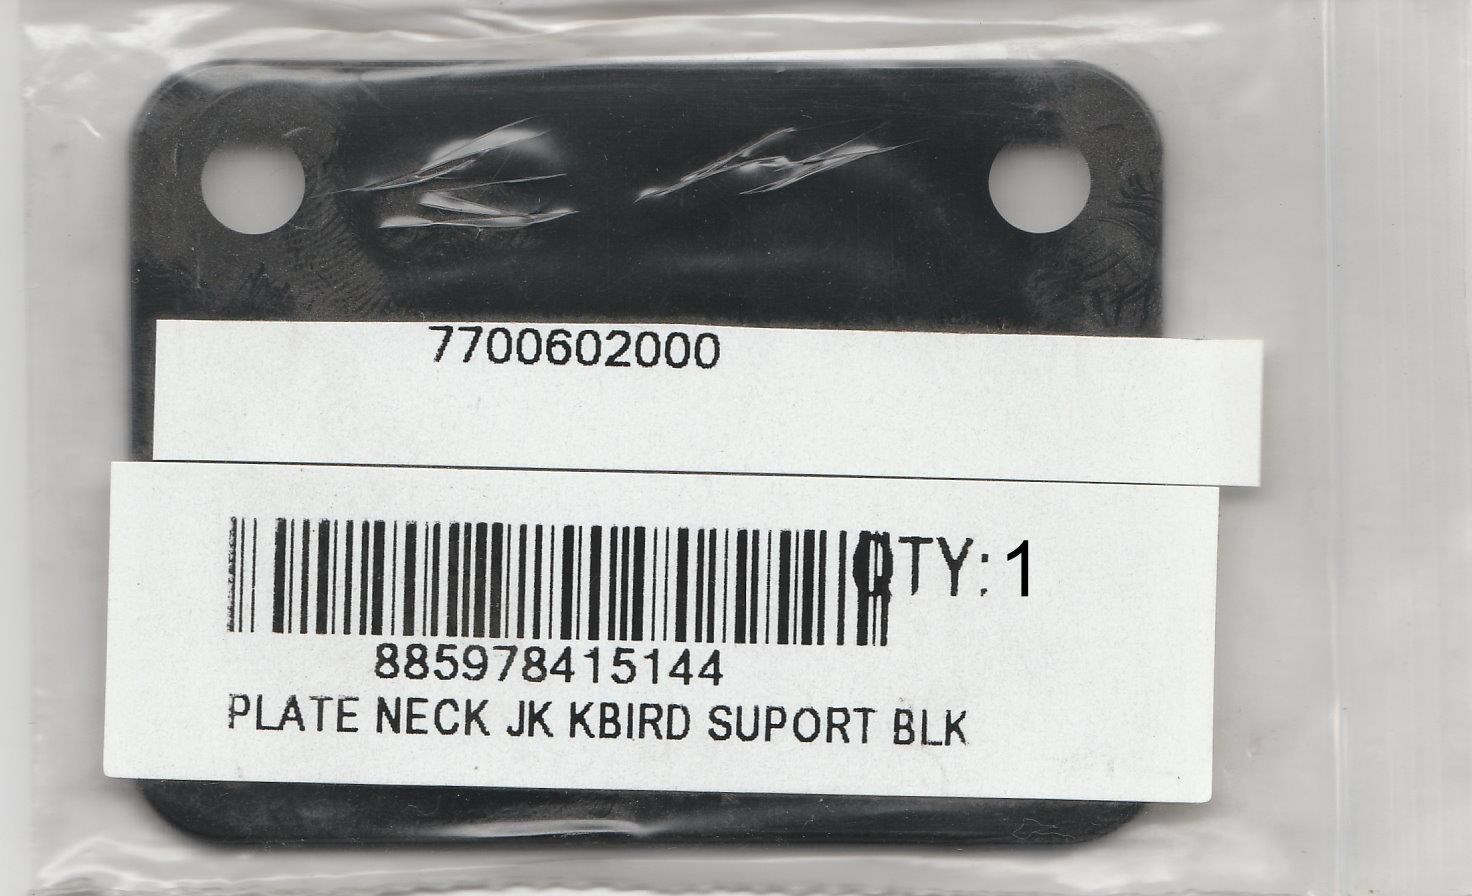 7700602000
QTY: 1
885978415144
PLATE NECK JK KBIRD SUPORT BLK